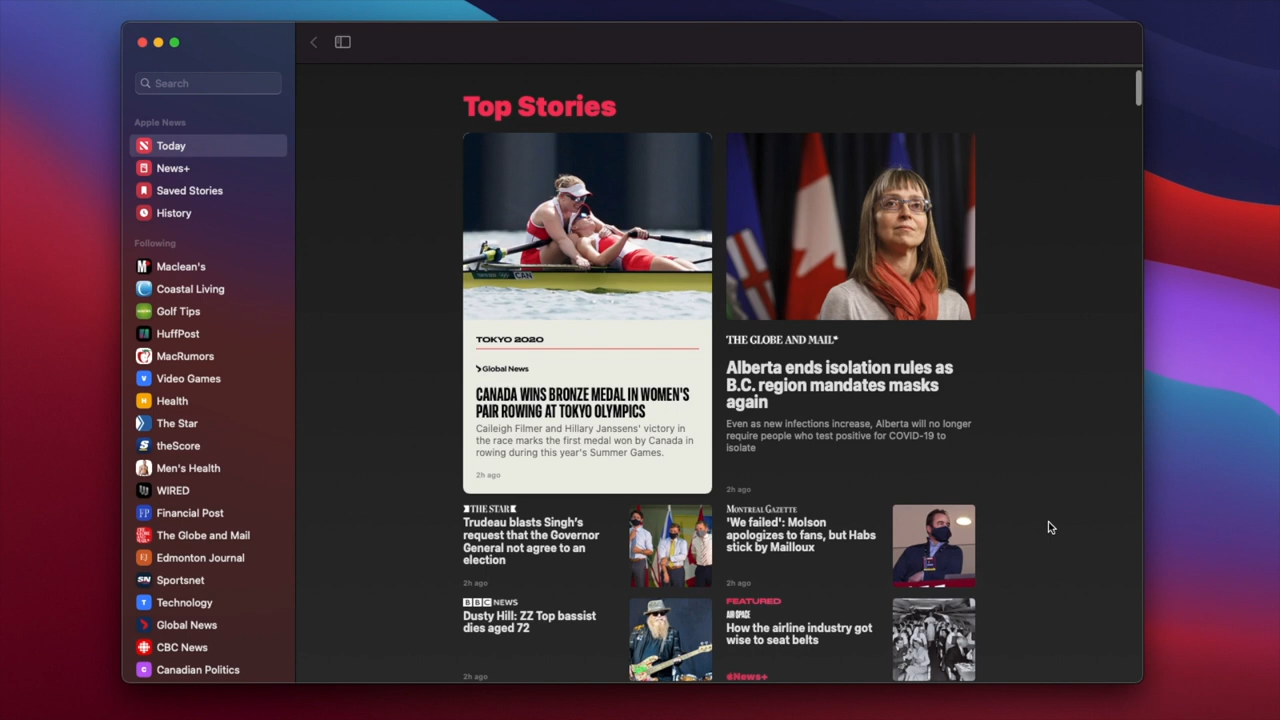 Search
Apple News
Today
News+
Saved Stories
History
Following
Maclean's
Coastal Living
Golf Tips
HuffPost
MacRumors
Video Games
Health
The Star
theScore
Men's Health
WIRED
Financial Post
The Globe and Mail
Edmonton Journal
Sportsnet
Technology
Global News
CBC News
Canadian Politics
Top Stories
TOKYO 2020
Global News
CANADA WINS BRONZE MEDAL IN WOMEN'S
PAIR ROWING AT TOKYO OLYMPICS
Caileigh Filmer and Hillary Janssens' victory in
the race marks the first medal won by Canada in
rowing during this year's Summer Games.
2h ago
THE GLOBE AND MAIL*
Alberta ends isolation rules as
B.C. region mandates masks
again
Even as new infections increase, Alberta will no longer
require people who test positive for COVID-19 to
isolate
2h ago
THE STAR
Trudeau blasts Singh's
request that the Governor
General not agree to an
election
2h ago
MONTREAL GAZETTE
'We failed': Molson
apologizes to fans, but Habs
stick by Mailloux
2h ago
BBC NEWS
Dusty Hill: ZZ Top bassist
dies aged 72
2h ago
FEATURED
AIR & SPACE
How the airline industry got
wise to seat belts
News+